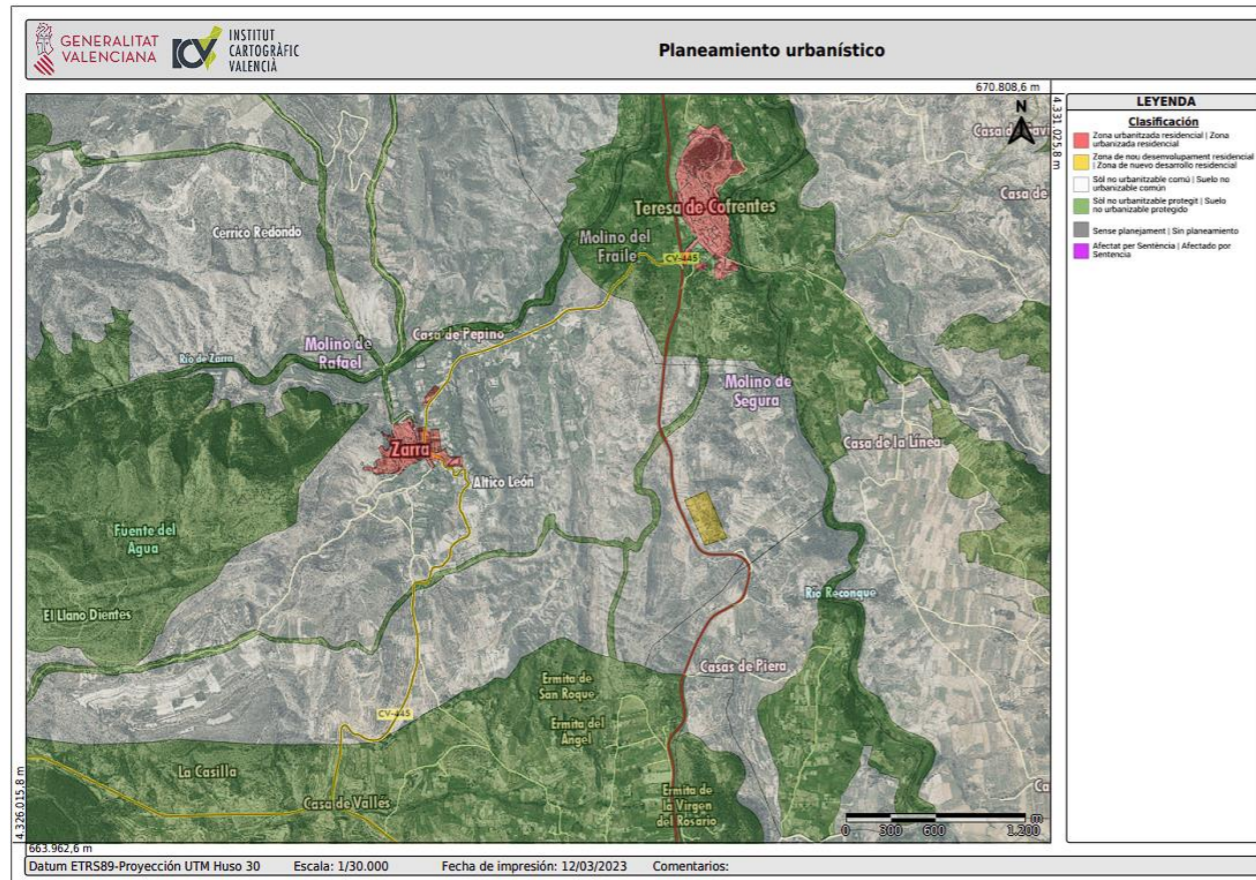 GENERALITAT
VALENCIANA
INSTITUT
CARTOGRÀFIC
VALENCIÀ
Planeamiento urbanístico
670.808,6 m
4.331.025,8 m
N
Casa de
Teresa de Cofrentes
Cerrico Redondo
Molino del
Fraile
CV-445
Casa de Pepino
Molino de
Rafael
Río de Zarra
Molino de
Segura
Zarra
Casa de la Línea
Altico León
Fuente del
Agua
Río Reconque
El Llano Dientes
Casas de Piera
Ermita de
San Roque
CV-445
Ermita del
Ángel
La Casilla
Casa de Vallés
Ermita de
la Virgen
del Rosario
Ca
0 300 600 1.200 m
4.326.015,8 m
663.962,6 m
LEYENDA
Clasificación
Zona urbanitzada residencial | Zona
urbanizada residencial
Zona de nou desenvolupament residencial
| Zona de nuevo desarrollo residencial
Sòl no urbanitzable comú | Suelo no
urbanizable común
Sòl no urbanitzable protegit | Suelo
no urbanizable protegido
Sense planejament | Sin planeamiento
Afectat per Sentència | Afectado por
Sentencia
Datum ETRS89-Proyección UTM Huso 30 Escala: 1/30.000 Fecha de impresión: 12/03/2023 Comentarios: